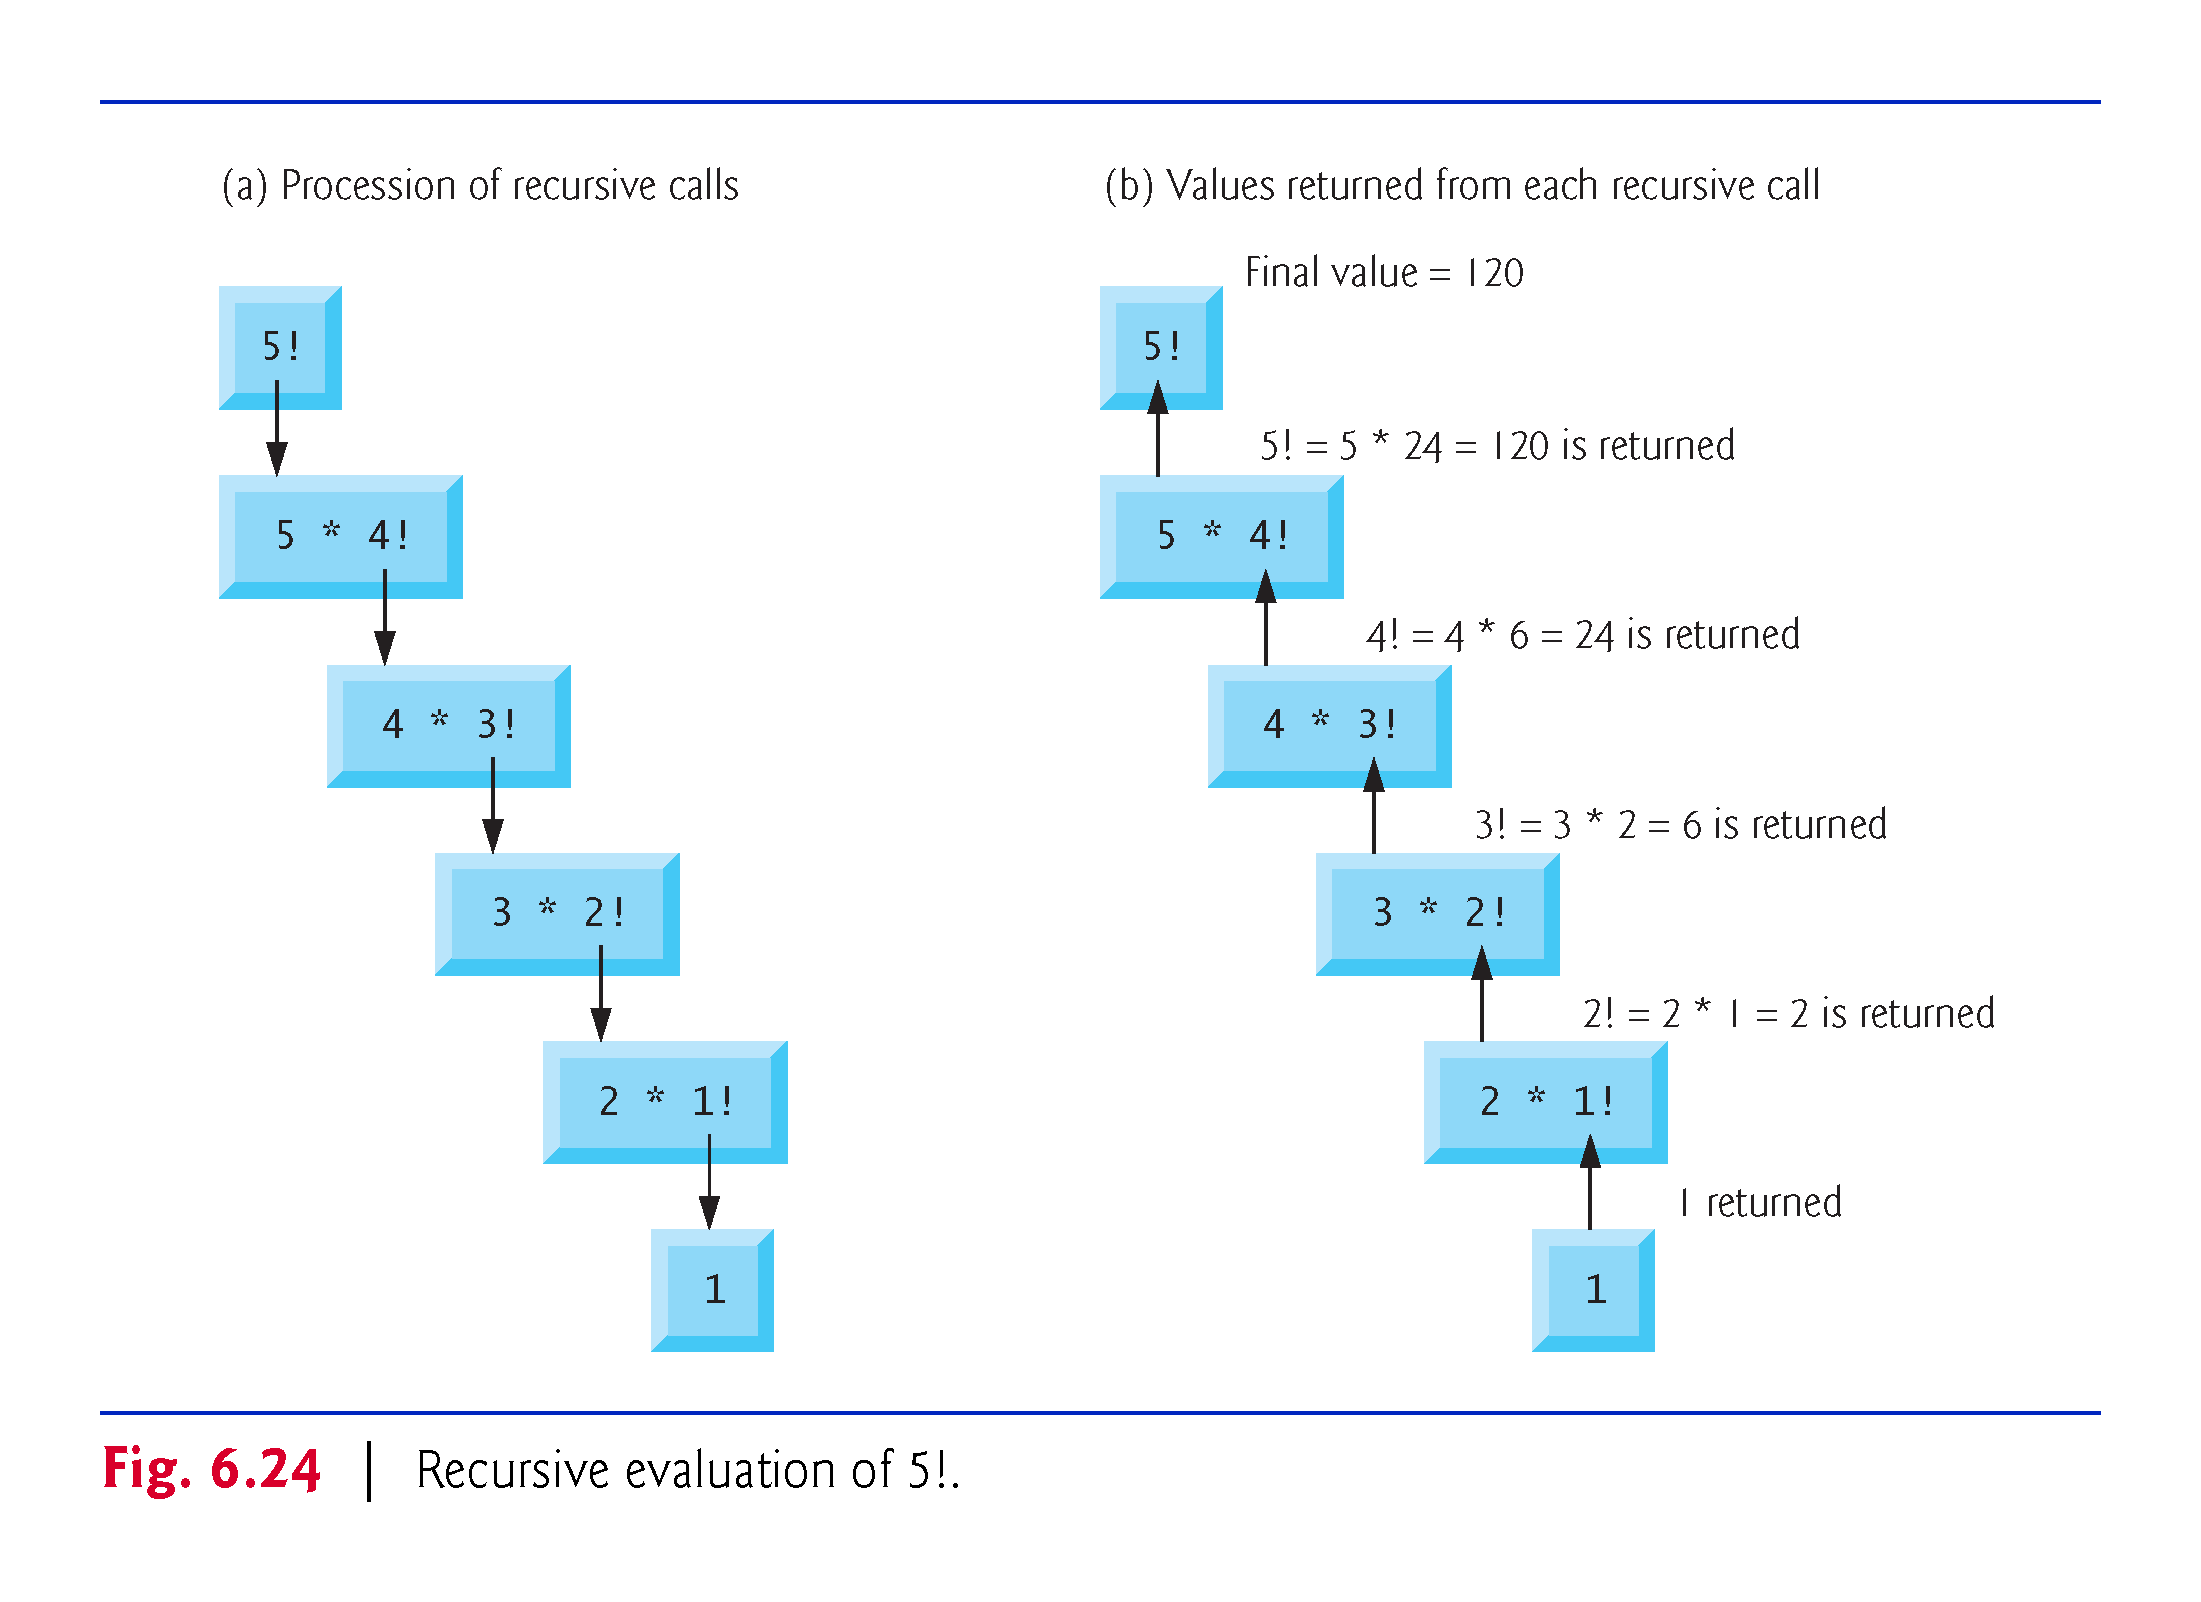 (a) Procession of recursive calls
5!
5 * 4!
4 * 3!
3 * 2!
2 * 1!
1
(b) Values returned from each recursive call
Final value = 120
5!
5! = 5 * 24 = 120 is returned
5 * 4!
4! = 4 * 6 = 24 is returned
4 * 3!
3! = 3 * 2 = 6 is returned
3 * 2!
2! = 2 * 1 = 2 is returned
2 * 1!
1 returned
1
Fig. 6.24 | Recursive evaluation of 5!.